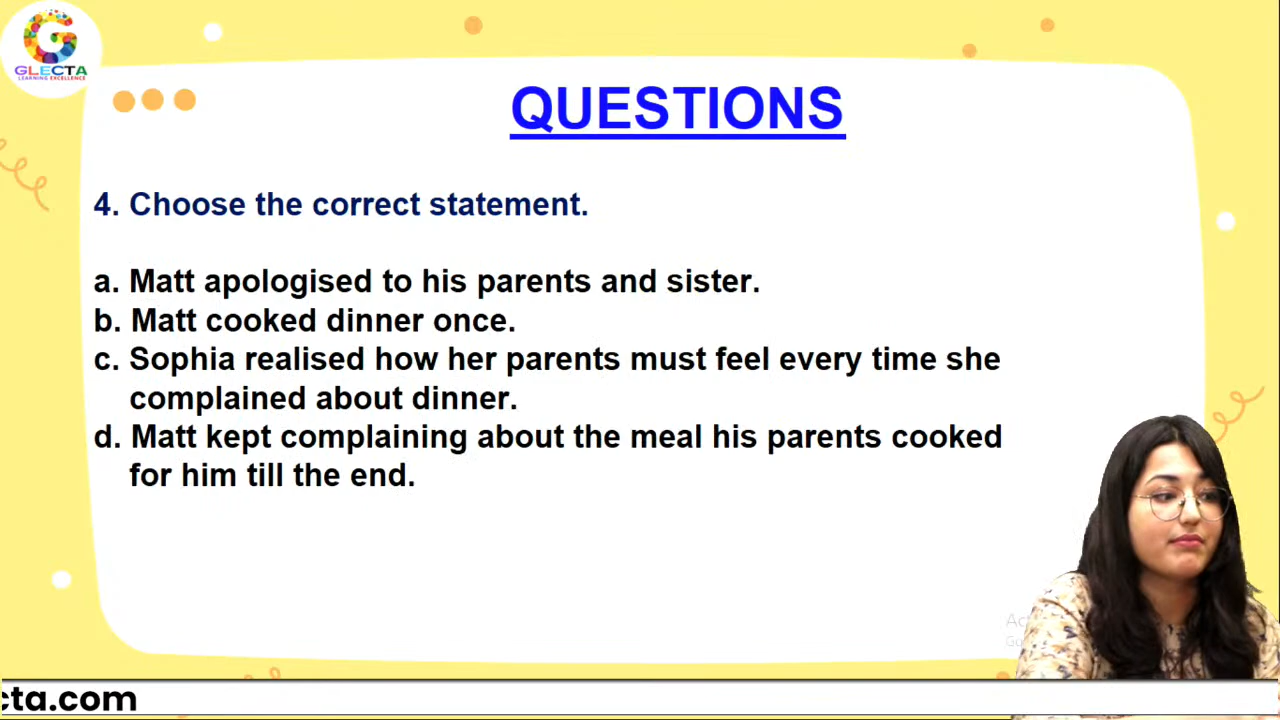 G
GLECTA
LEARNING EXCELLENCE
QUESTIONS
4. Choose the correct statement.
a. Matt apologised to his parents and sister.
b. Matt cooked dinner once.
c. Sophia realised how her parents must feel every time she
complained about dinner.
d. Matt kept complaining about the meal his parents cooked
for him till the end.
cta.com